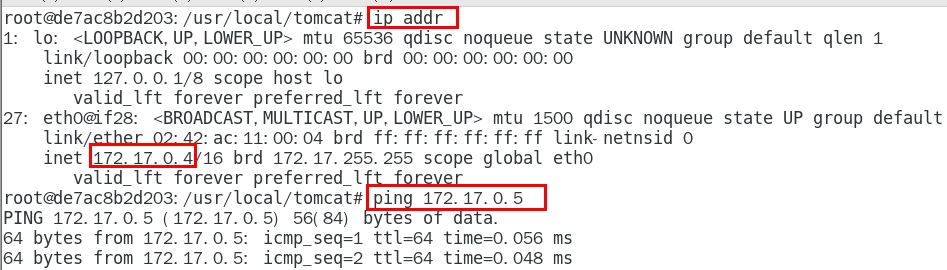 root@de7ac8b2d203:/usr/local/tomcat# ip addr
1: lo: <LOOPBACK,UP,LOWER_UP> mtu 65536 qdisc noqueue state UNKNOWN group default qlen 1
link/loopback 00:00:00:00:00:00 brd 00:00:00:00:00:00
inet 127.0.0.1/8 scope host lo
valid_lft forever preferred_lft forever
27: eth0@if28: <BROADCAST,MULTICAST,UP,LOWER_UP> mtu 1500 qdisc noqueue state UP group default
link/ether 02:42:ac:11:00:04 brd ff:ff:ff:ff:ff:ff link-netnsid 0
inet 172.17.0.4/16 brd 172.17.255.255 scope global eth0
valid_lft forever preferred_lft forever
root@de7ac8b2d203:/usr/local/tomcat# ping 172.17.0.5
PING 172.17.0.5 (172.17.0.5) 56(84) bytes of data.
64 bytes from 172.17.0.5: icmp_seq=1 ttl=64 time=0.056 ms
64 bytes from 172.17.0.5: icmp_seq=2 ttl=64 time=0.048 ms